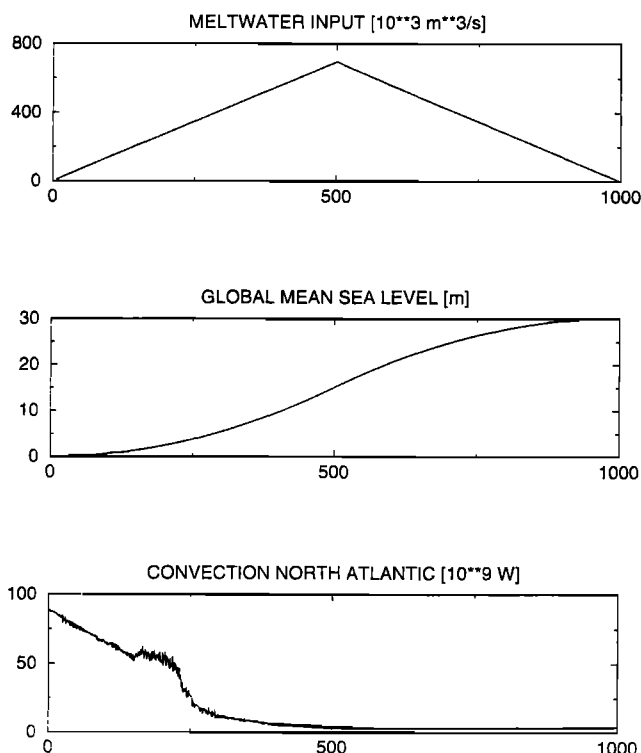 MELTWATER INPUT [10**3 m**3/s]
800
400
0
0 500 1000
GLOBAL MEAN SEA LEVEL [m]
30
20
10
0
0 500 1000
CONVECTION NORTH ATLANTIC [10**9 W]
100
50
0
0 500 1000